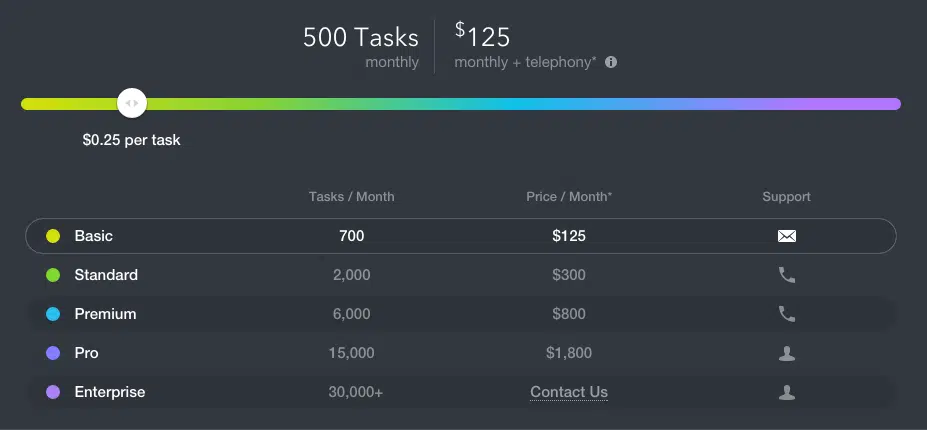 500 Tasks $125
monthly monthly + telephony*
$0.25 per task
Tasks / Month Price / Month* Support
Basic 700 $125
Standard 2,000 $300
Premium 6,000 $800
Pro 15,000 $1,800
Enterprise 30,000+ Contact Us